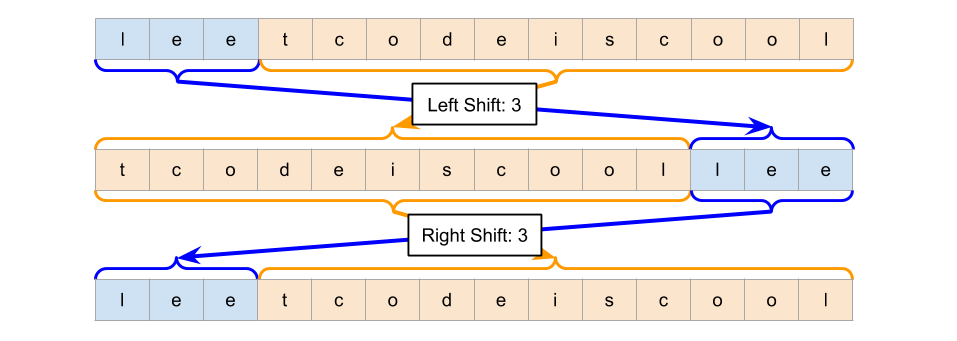 l e e t c o d e i s c o o l
Left Shift: 3
t c o d e i s c o o l l e e
Right Shift: 3
l e e t c o d e i s c o o l